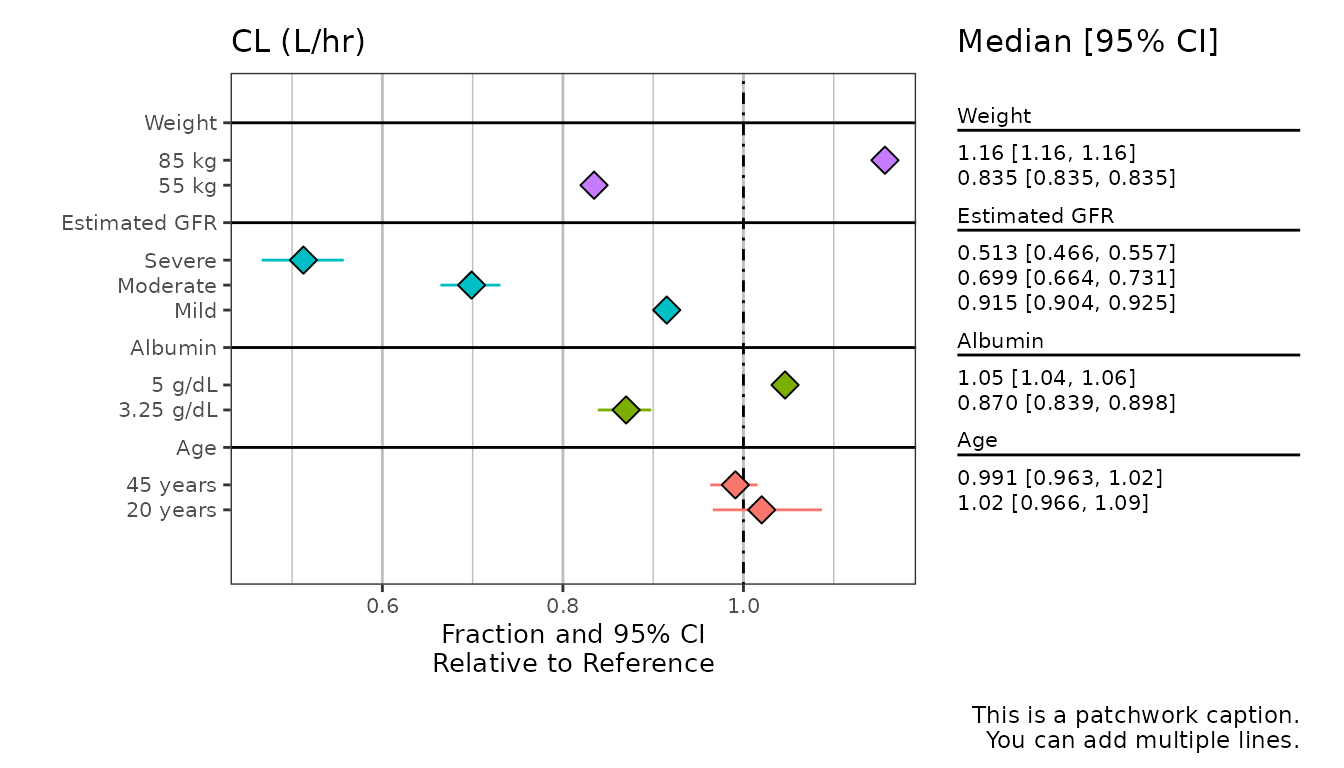 CL (L/hr)
Weight
85 kg
55 kg
Estimated GFR
Severe
Moderate
Mild
Albumin
5 g/dL
3.25 g/dL
Age
45 years
20 years
0.6 0.8 1.0
Fraction and 95% CI
Relative to Reference
Median [95% CI]
Weight
1.16 [1.16, 1.16]
0.835 [0.835, 0.835]
Estimated GFR
0.513 [0.466, 0.557]
0.699 [0.664, 0.731]
0.915 [0.904, 0.925]
Albumin
1.05 [1.04, 1.06]
0.870 [0.839, 0.898]
Age
0.991 [0.963, 1.02]
1.02 [0.966, 1.09]
This is a patchwork caption.
You can add multiple lines.